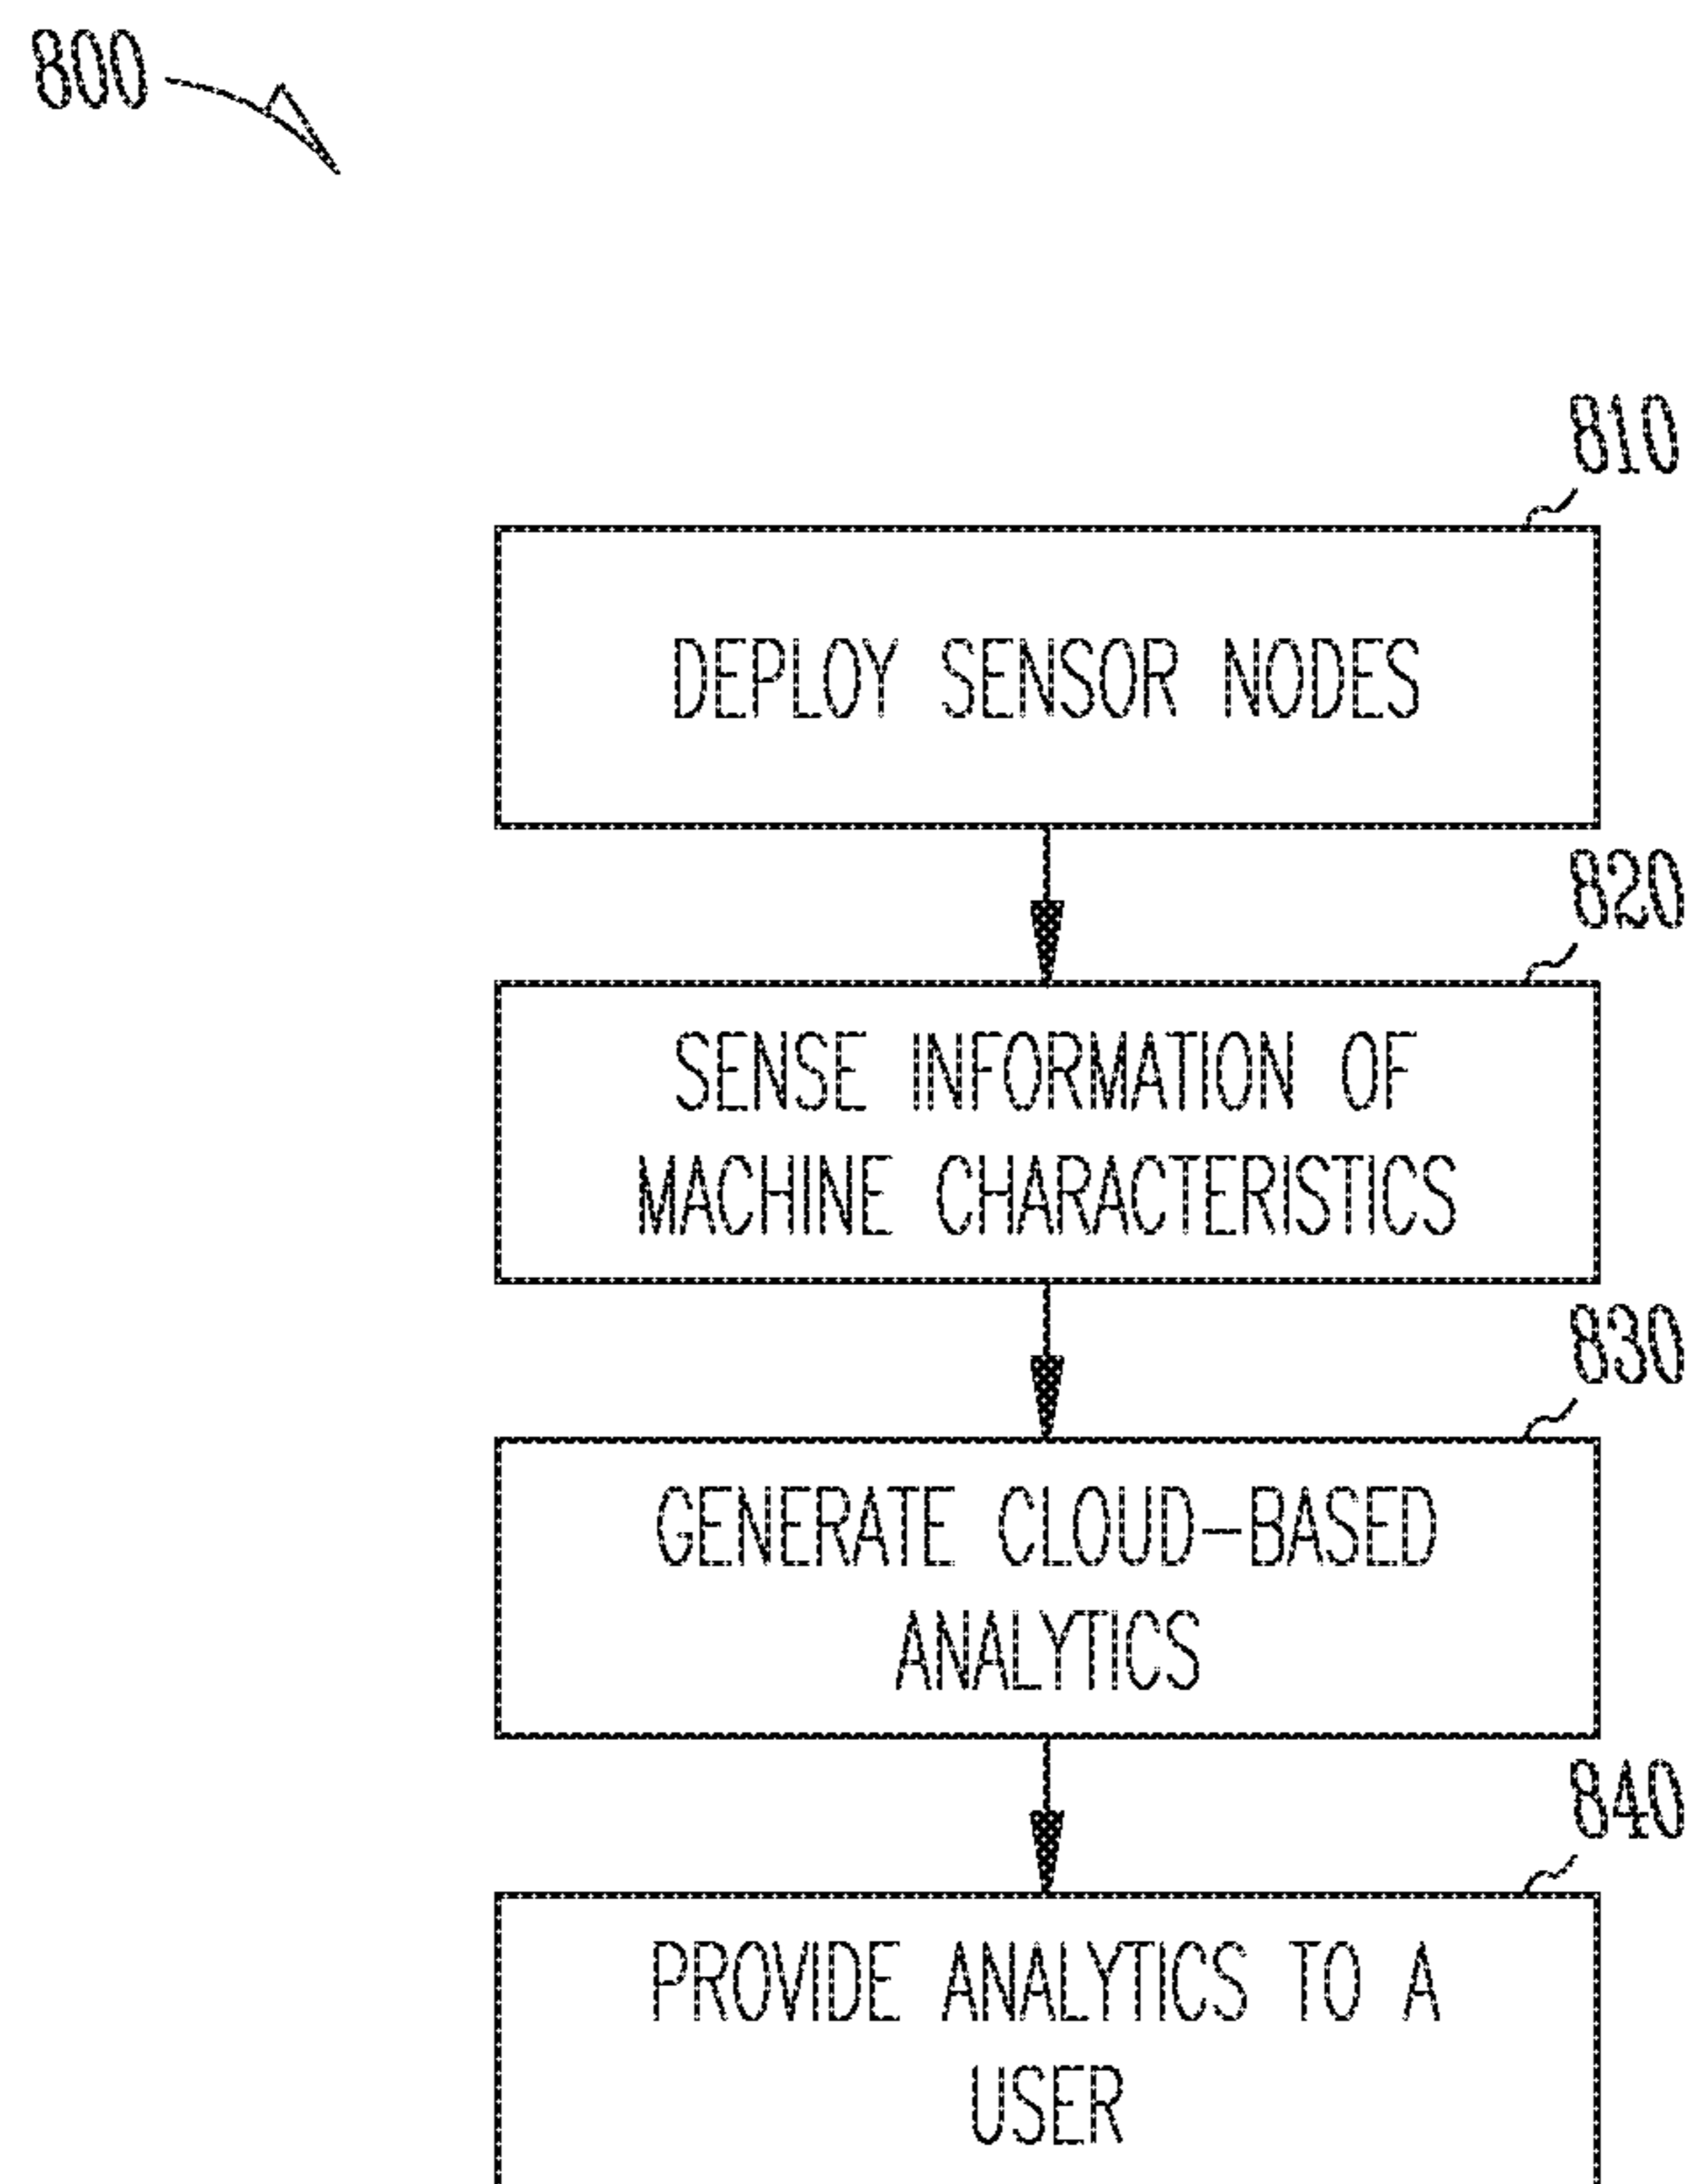 800
810
DEPLOY SENSOR NODES
820
SENSE INFORMATION OF
MACHINE CHARACTERISTICS
830
GENERATE CLOUD-BASED
ANALYTICS
840
PROVIDE ANALYTICS TO A
USER